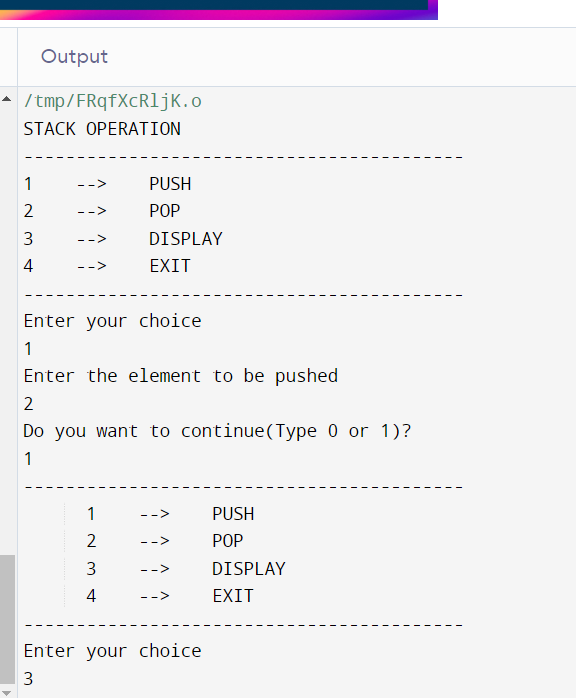 Output
/tmp/FRqfXcRljK.o
STACK OPERATION
------------------------------------------
1    -->    PUSH
2    -->    POP
3    -->    DISPLAY
4    -->    EXIT
------------------------------------------
Enter your choice
1
Enter the element to be pushed
2
Do you want to continue(Type 0 or 1)?
1
------------------------------------------
      1    -->    PUSH
      2    -->    POP
      3    -->    DISPLAY
      4    -->    EXIT
------------------------------------------
Enter your choice
3